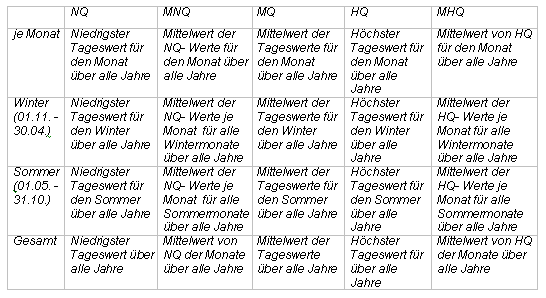 NQ MNQ MQ HQ MHQ
je Monat Niedrigster Mittelwert der Mittelwert der Höchster Mittelwert von HQ
Tageswert für NQ- Werte für Tageswerte für Tageswert für für den Monat
den Monat den Monat über den Monat den Monat über alle Jahre
über alle Jahre alle Jahre über alle Jahre über alle
Jahre
Winter Niedrigster Mittelwert der Mittelwert der Höchster Mittelwert der
(01.11. - Tageswert für NQ- Werte je Tageswerte für Tageswert für HQ- Werte je
30.04.) den Winter Monat für alle den Winter den Winter Monat für alle
über alle Jahre Wintermonate über alle Jahre über alle Wintermonate
über alle Jahre Jahre über alle Jahre
Sommer Niedrigster Mittelwert der Mittelwert der Höchster Mittelwert der
(01.05. - Tageswert für NQ- Werte je Tageswerte für Tageswert für HQ- Werte je
31.10.) den Sommer Monat für alle den Sommer den Sommer Monat für alle
über alle Jahre Sommermonate über alle Jahre über alle Sommermonate
über alle Jahre Jahre über alle Jahre
Gesamt Niedrigster Mittelwert von Mittelwert der Höchster Mittelwert von HQ
Tageswert über NQ der Monate Tageswerte Tageswert für der Monate über
alle Jahre über alle Jahre über alle Jahre über alle alle Jahre
Jahre